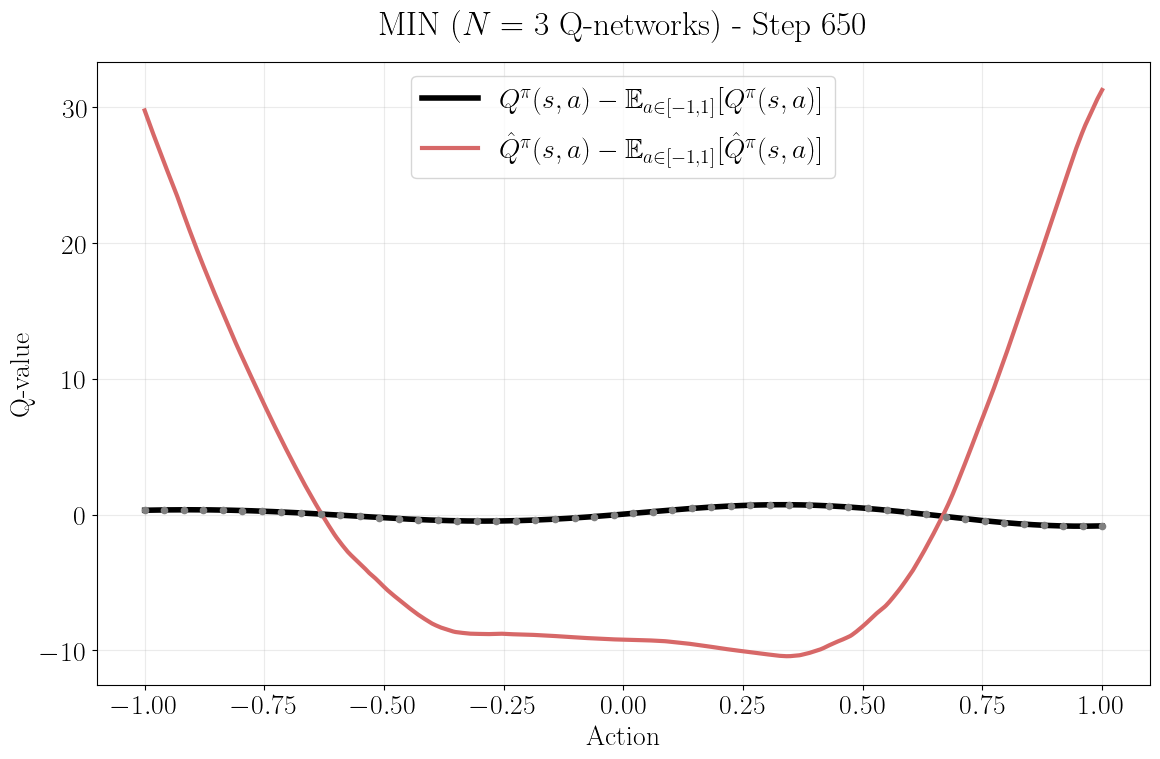 MIN (N = 3 Q-networks) - Step 650
Q^π(s, a) − 𝔼_{a∈[−1,1]}[Q^π(s, a)]
Q̂^π(s, a) − 𝔼_{a∈[−1,1]}[Q̂^π(s, a)]
30
20
10
0
−10
Q-value
−1.00 −0.75 −0.50 −0.25 0.00 0.25 0.50 0.75 1.00
Action